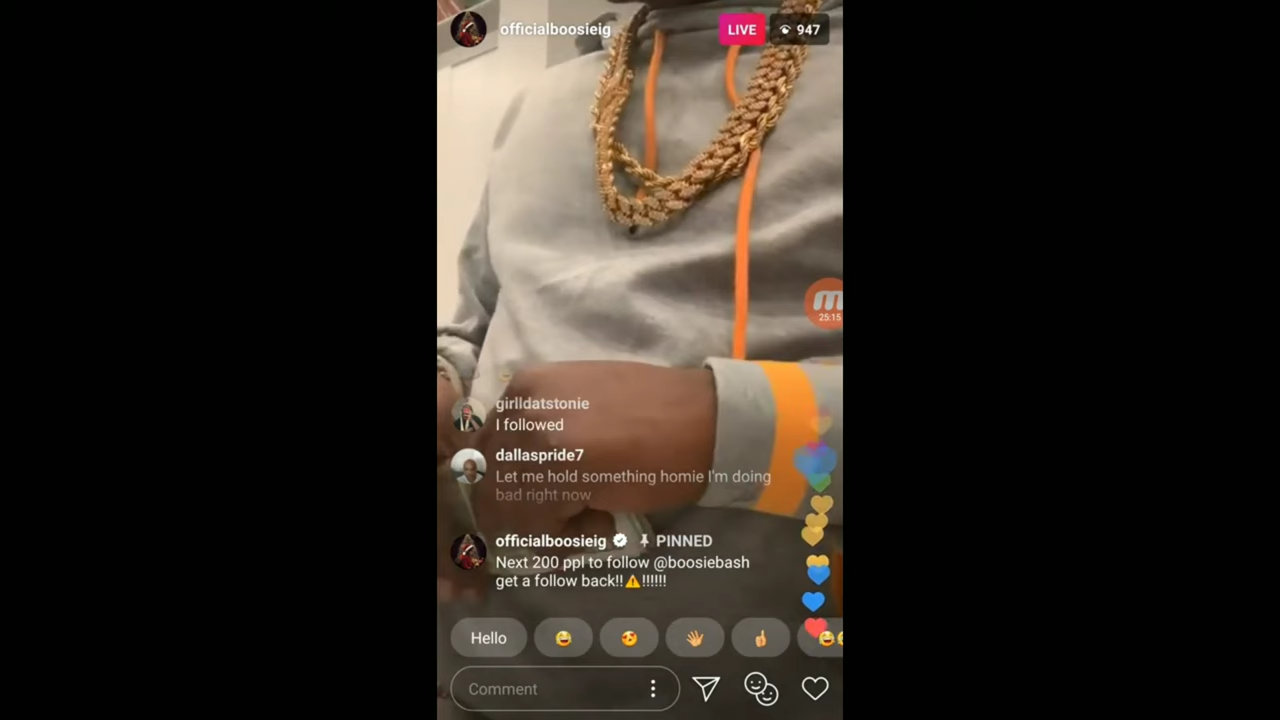 officialboosieig
LIVE
947
25:15
girlldatstonie
I followed
dallaspride7
Let me hold something homie I'm doing
bad right now
officialboosieig PINNED
Next 200 ppl to follow @boosiebash
get a follow back!!⚠️!!!!!!
Hello
Comment